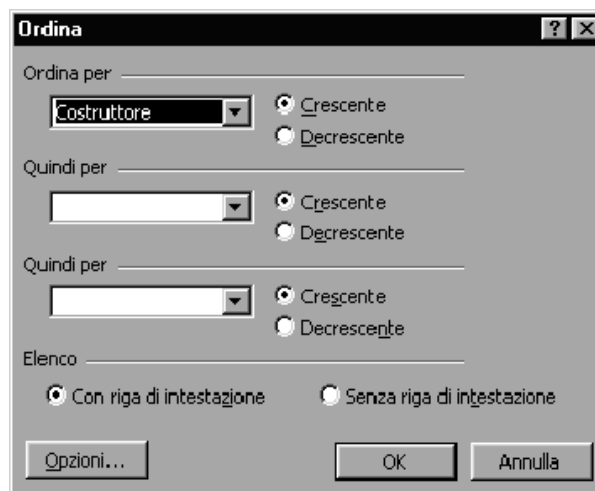 Ordina
Ordina per
Costruttore
Crescente
Decrescente
Quindi per
Crescente
Decrescente
Quindi per
Crescente
Decrescente
Elenco
Con riga di intestazione Senza riga di intestazione
Opzioni... OK Annulla